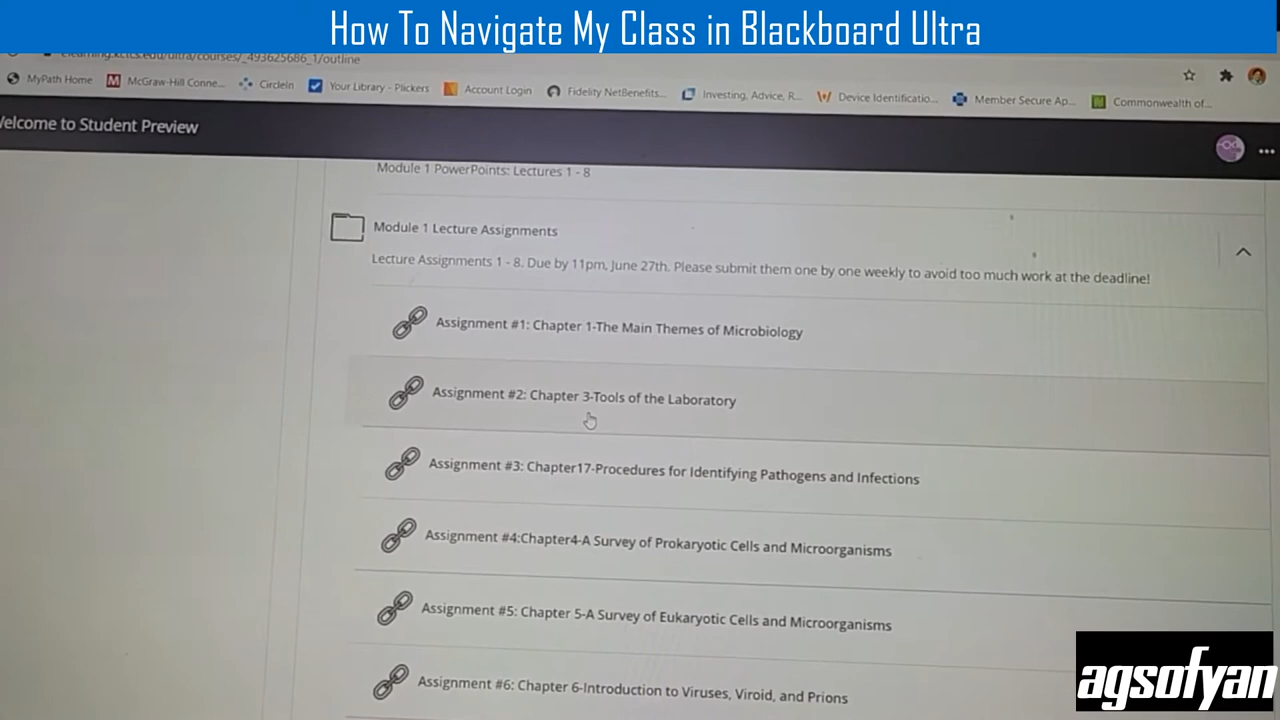 How To Navigate My Class in Blackboard Ultra
MyPath Home
McGraw-Hill Conne...
CircleIn
Your Library - Plickers
Account Login
Fidelity NetBenefits...
Investing, Advice, R...
Device Identificatio...
Member Secure Ap...
Commonwealth of...
Welcome to Student Preview
Module 1 PowerPoints: Lectures 1 - 8
Module 1 Lecture Assignments
Lecture Assignments 1 - 8. Due by 11pm, June 27th. Please submit them one by one weekly to avoid too much work at the deadline!
Assignment #1: Chapter 1-The Main Themes of Microbiology
Assignment #2: Chapter 3-Tools of the Laboratory
Assignment #3: Chapter17-Procedures for Identifying Pathogens and Infections
Assignment #4:Chapter4-A Survey of Prokaryotic Cells and Microorganisms
Assignment #5: Chapter 5-A Survey of Eukaryotic Cells and Microorganisms
Assignment #6: Chapter 6-Introduction to Viruses, Viroid, and Prions
agsofyan